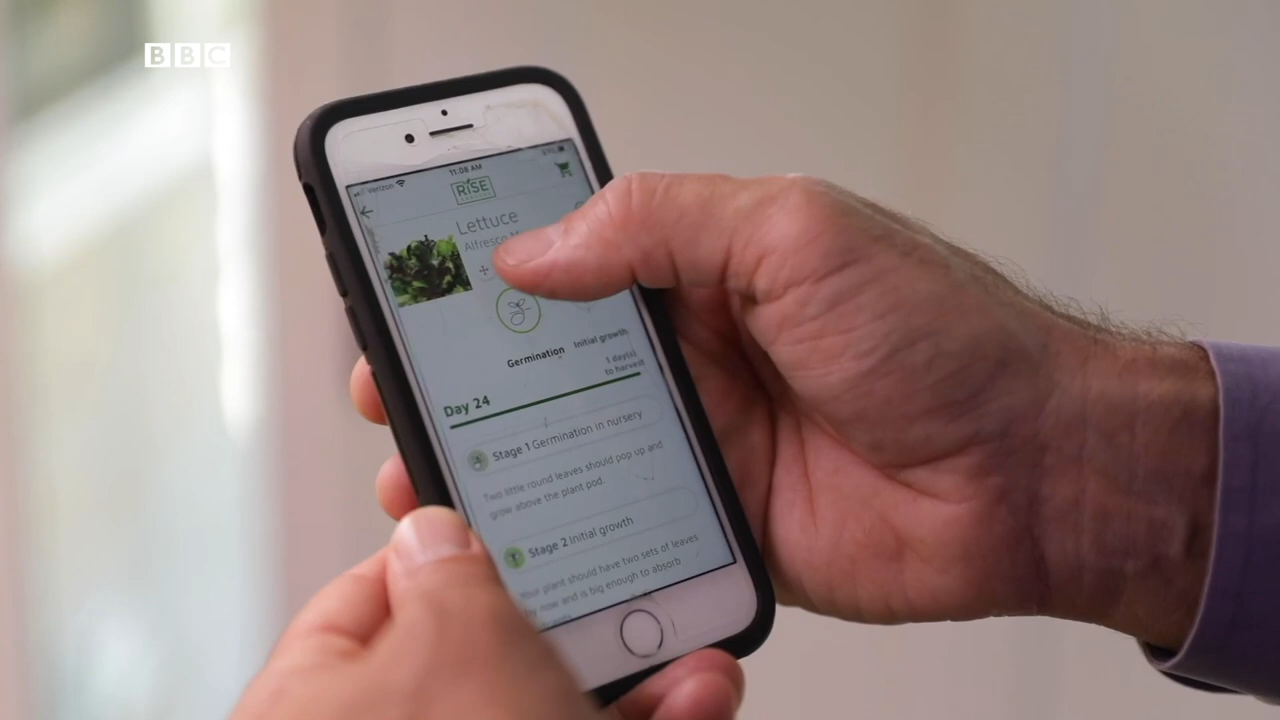 BBC
Verizon
11:08 AM
RISE
GARDENS
Lettuce
Alfresco
Germination
Initial growth
1 day(s)
to harvest
Day 24
Stage 1 Germination in nursery
Two little round leaves should pop up and
grow above the plant pod.
Stage 2 Initial growth
Your plant should have two sets of leaves
by now and is big enough to absorb